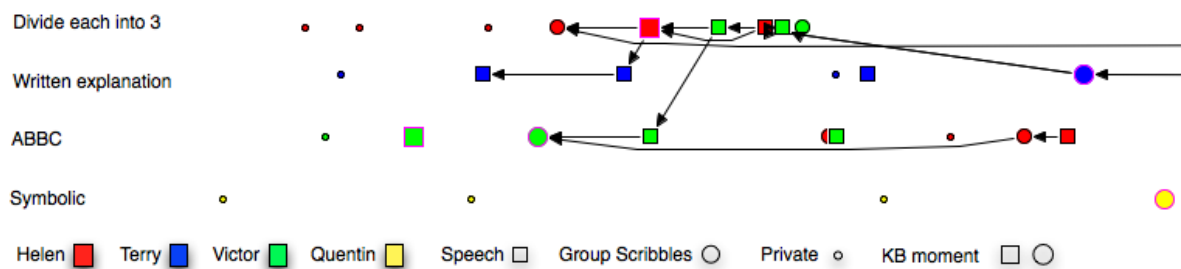 Divide each into 3
Written explanation
ABBC
Symbolic
Helen Terry Victor Quentin Speech Group Scribbles Private KB moment